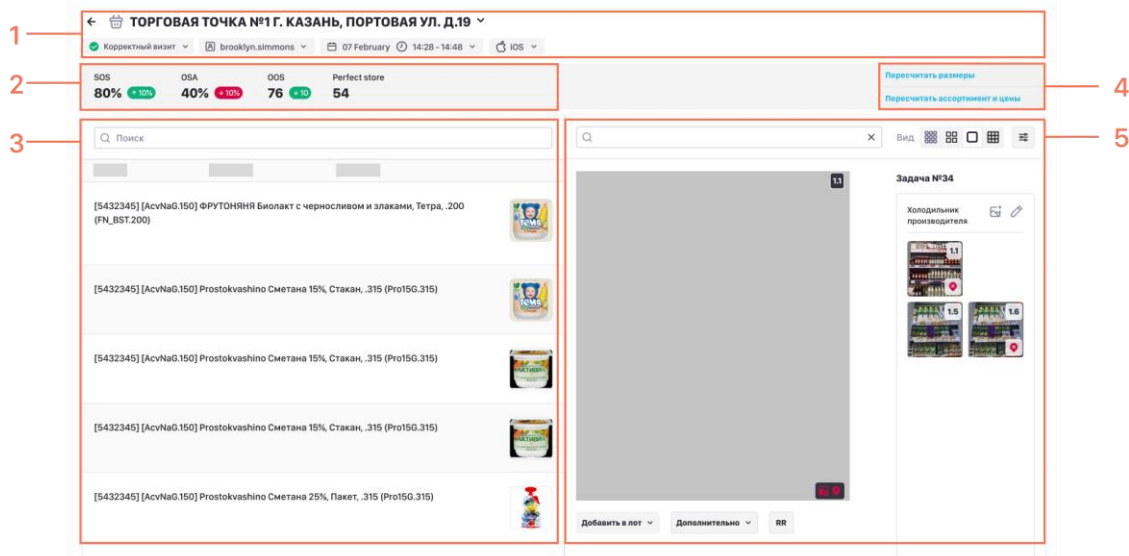 1
ТОРГОВАЯ ТОЧКА №1 Г. КАЗАНЬ, ПОРТОВАЯ УЛ. Д.19
Корректный визит
brooklyn.simmons
07 February 14:28 - 14:48
iOS
2
SOS
80% + 10%
OSA
40% + 10%
OOS
76 + 10
Perfect store
54
Пересчитать размеры
Пересчитать ассортимент и цены
4
3
Поиск
[5432345] [AcvNaG.150] ФРУТОНЯНЯ Биолакт с черносливом и злаками, Тетра, .200
(FN_BST.200)
ТЕМА
[5432345] [AcvNaG.150] Prostokvashino Сметана 15%, Стакан, .315 (Pro15G.315)
ТЕМА
[5432345] [AcvNaG.150] Prostokvashino Сметана 15%, Стакан, .315 (Pro15G.315)
[5432345] [AcvNaG.150] Prostokvashino Сметана 15%, Стакан, .315 (Pro15G.315)
[5432345] [AcvNaG.150] Prostokvashino Сметана 25%, Пакет, .315 (Pro15G.315)
5
Вид
1.1
Добавить в лот
Дополнительно
RR
Задача №34
Холодильник
производителя
1.1
1.5
1.6